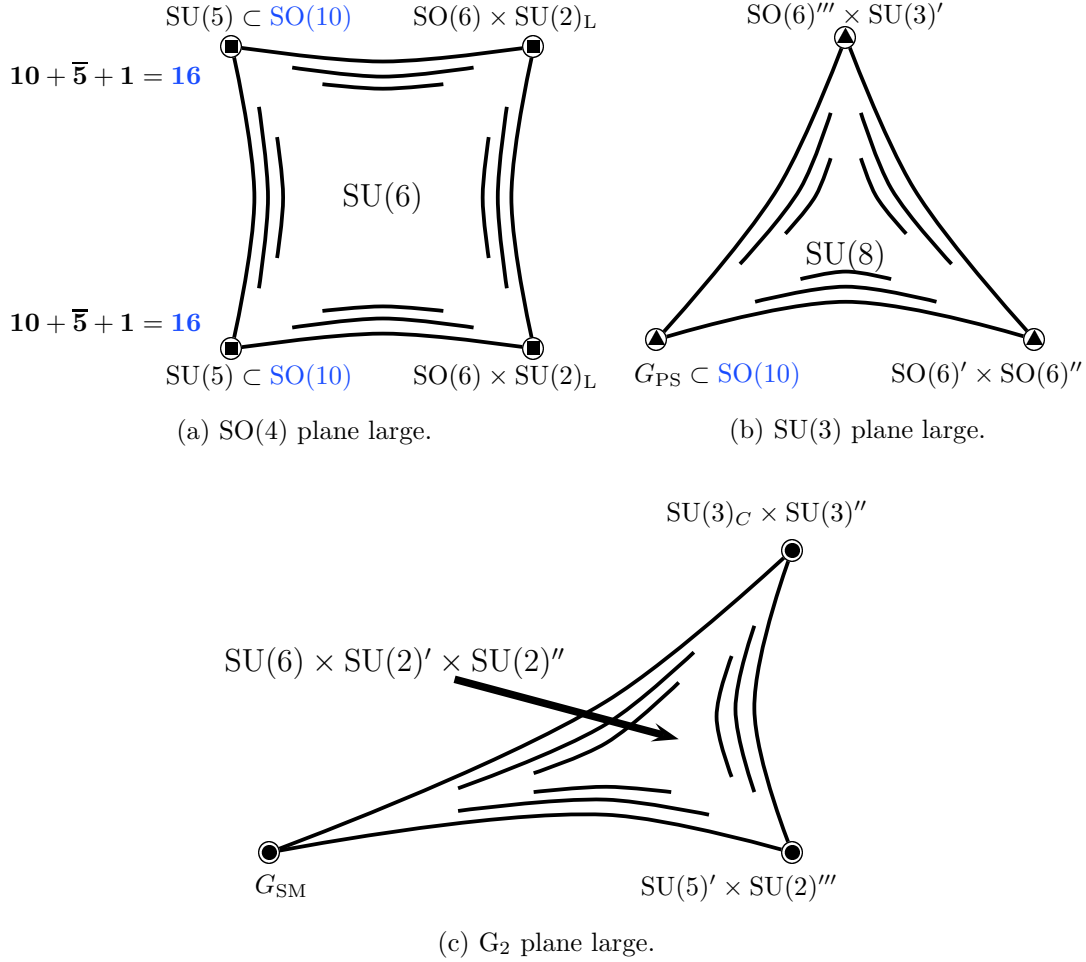 SU(5) ⊂ SO(10) SO(6) × SU(2)_L
10 + 5̅ + 1 = 16
SU(6)
10 + 5̅ + 1 = 16
SU(5) ⊂ SO(10) SO(6) × SU(2)_L
(a) SO(4) plane large.
SO(6)′′′ × SU(3)′
SU(8)
G_PS ⊂ SO(10) SO(6)′ × SO(6)′′
(b) SU(3) plane large.
SU(3)_C × SU(3)′′
SU(6) × SU(2)′ × SU(2)′′
G_SM
SU(5)′ × SU(2)′′′
(c) G₂ plane large.